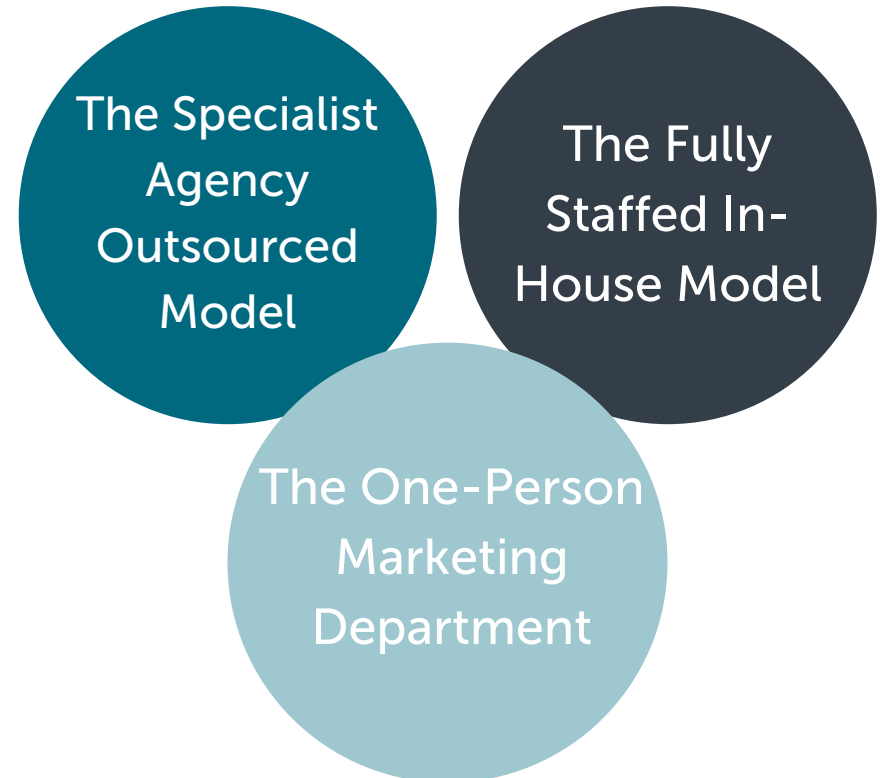 The Specialist
Agency
Outsourced
Model
The Fully
Staffed In-
House Model
The One-Person
Marketing
Department